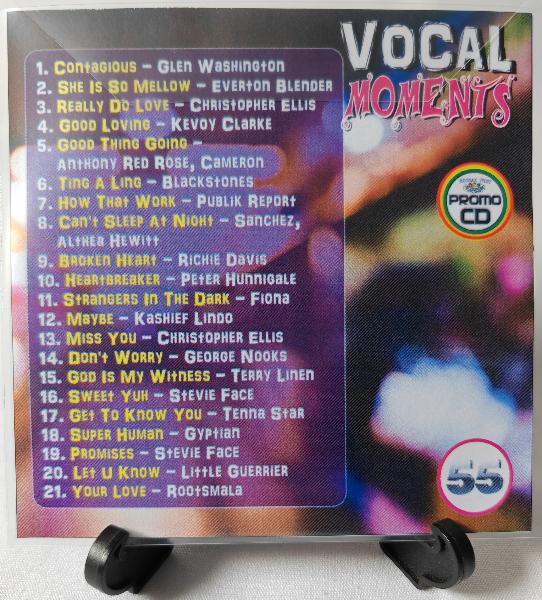 VOCAL
MOMENTS
1. Contagious – Glen Washington
2. She Is So Mellow – Everton Blender
3. Really Do Love – Christopher Ellis
4. Good Loving – Kevoy Clarke
5. Good Thing Going –
Anthony Red Rose, Cameron
6. Ting A Ling – Blackstones
7. How That Work – Publik Report
8. Can't Sleep At Night – Sanchez,
Althea Hewitt
9. Broken Heart – Richie Davis
10. Heartbreaker – Peter Hunnigale
11. Strangers In The Dark – Fiona
12. Maybe – Kashief Lindo
13. Miss You – Christopher Ellis
14. Don't Worry – George Nooks
15. God Is My Witness – Terry Linen
16. Sweet Yuh – Stevie Face
17. Get To Know You – Tenna Star
18. Super Human – Gyptian
19. Promises – Stevie Face
20. Let U Know – Little Guerrier
21. Your Love – Rootsmala
PROMO
CD
55